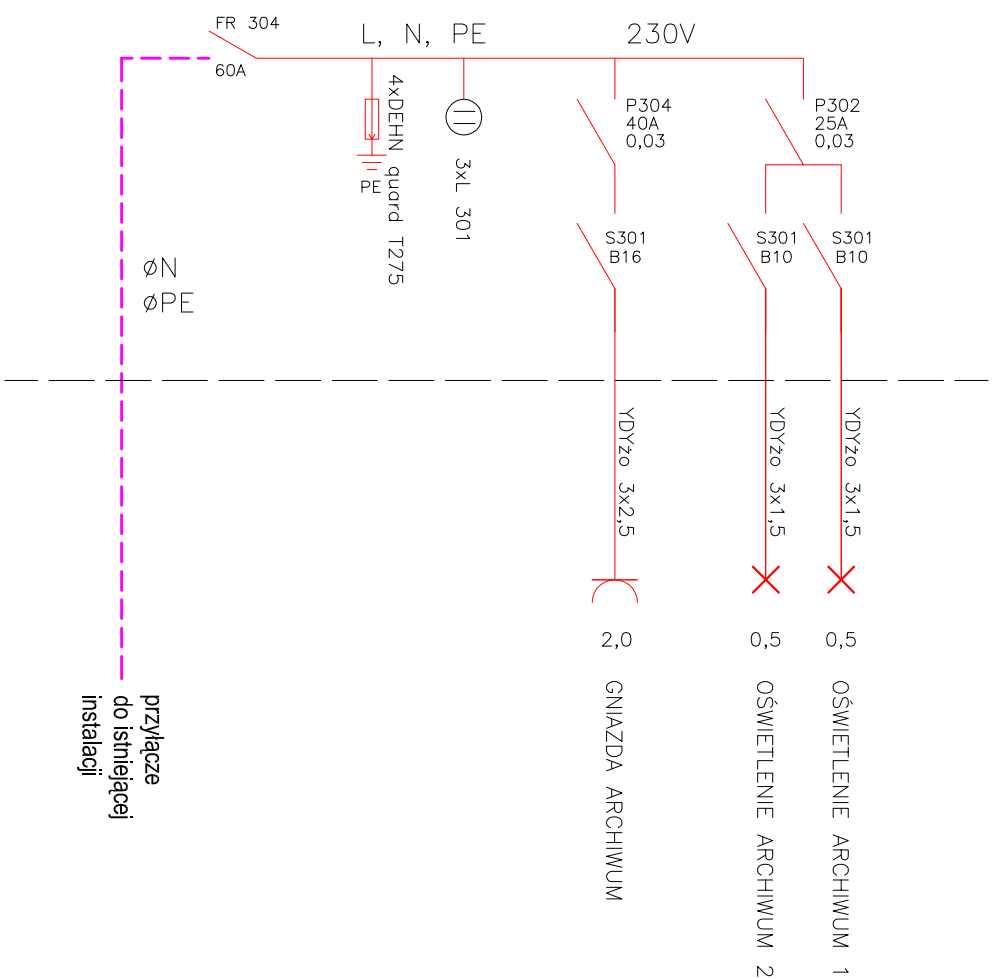 FR 304
60A
L, N, PE
230V
4xDEHN quard T275
PE
3xL 301
P304
40A
0,03
P302
25A
0,03
S301
B16
S301
B10
S301
B10
øN
øPE
YDYżo 3x2,5
YDYżo 3x1,5
YDYżo 3x1,5
2,0
0,5
0,5
GNIAZDA ARCHIWUM
OŚWIETLENIE ARCHIWUM 2
OŚWIETLENIE ARCHIWUM 1
przyłącze
do istniejącej
instalacji